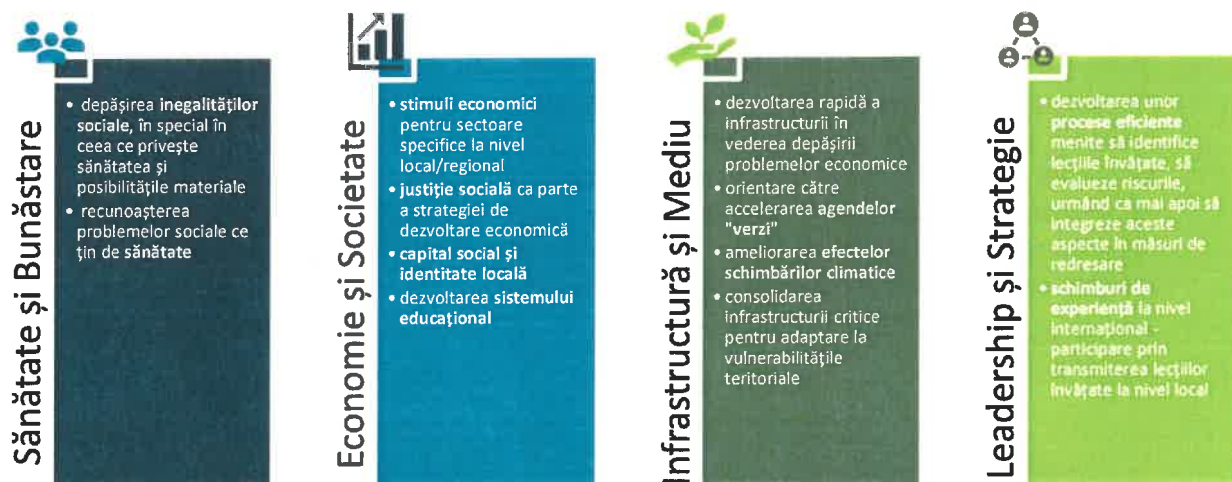 Sănătate și Bunăstare
• depășirea inegalităților
sociale, în special în
ceea ce privește
sănătatea și
posibilitățile materiale
• recunoașterea
problemelor sociale ce
țin de sănătate
Economie și Societate
• stimuli economici
pentru sectoare
specifice la nivel
local/regional
• justiție socială ca parte
a strategiei de
dezvoltare economică
• capital social și
identitate locală
• dezvoltarea sistemului
educațional
Infrastructură și Mediu
• dezvoltarea rapidă a
infrastructurii în
vederea depășirii
problemelor economice
• orientare către
accelerarea agendelor
"verzi"
• ameliorarea efectelor
schimbărilor climatice
• consolidarea
infrastructurii critice
pentru adaptare la
vulnerabilitățile
teritoriale
Leadership și Strategie
• dezvoltarea unor
procese eficiente
menite să identifice
lecțiile învățate, să
evalueze riscurile,
urmând ca mai apoi să
integreze aceste
aspecte în măsuri de
redresare
• schimburi de
experiență la nivel
internațional -
participare prin
transmiterea lecțiilor
învățate la nivel local